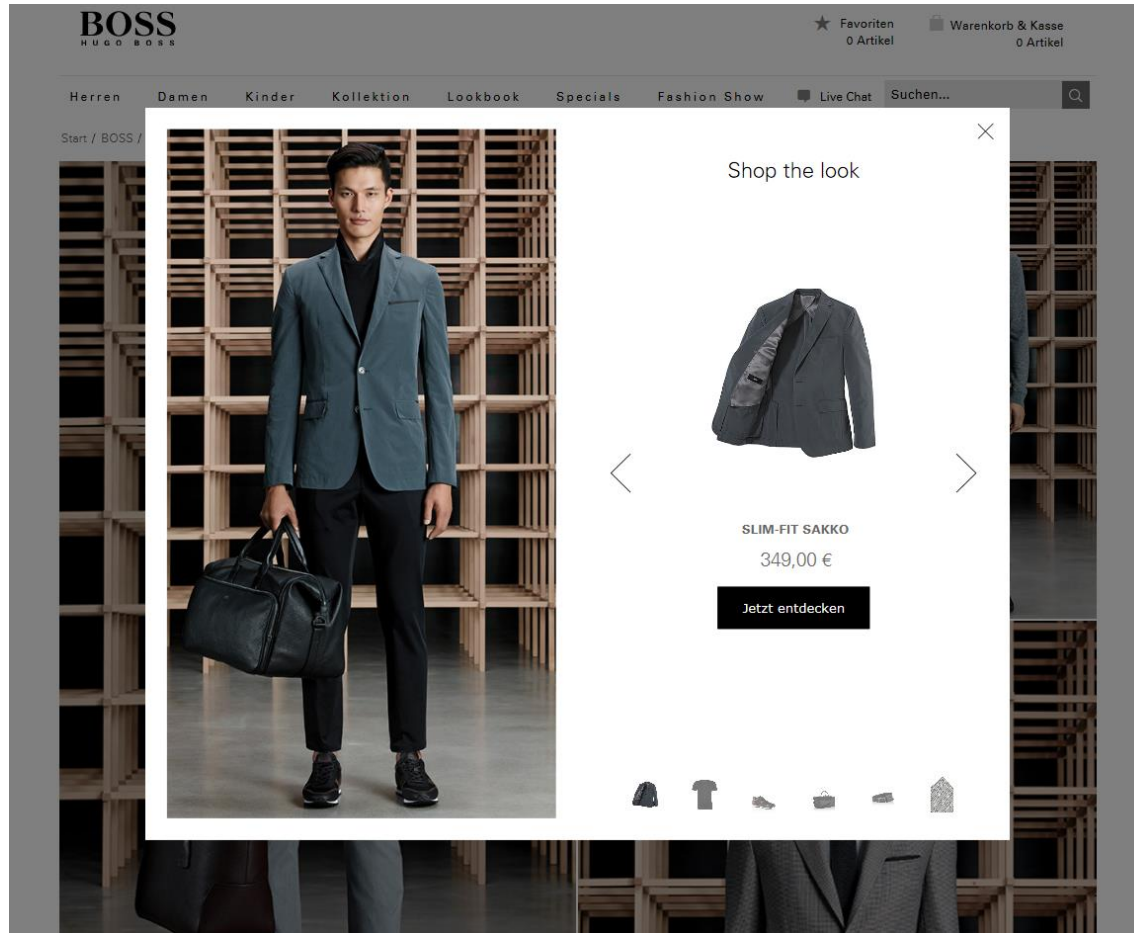 BOSS
HUGO BOSS
Favoriten
0 Artikel
Warenkorb & Kasse
0 Artikel
Herren Damen Kinder Kollektion Lookbook Specials Fashion Show Live Chat Suchen...
Start / BOSS /
Shop the look
SLIM-FIT SAKKO
349,00 €
Jetzt entdecken